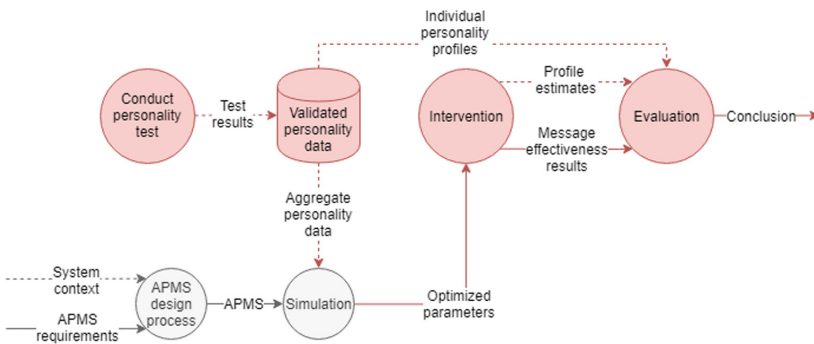 Individual
personality
profiles
Conduct
personality
test
Test
results
Validated
personality
data
Intervention
Profile
estimates
Message
effectiveness
results
Evaluation
Conclusion
Aggregate
personality
data
System
context
APMS
requirements
APMS
design
process
APMS
Simulation
Optimized
parameters